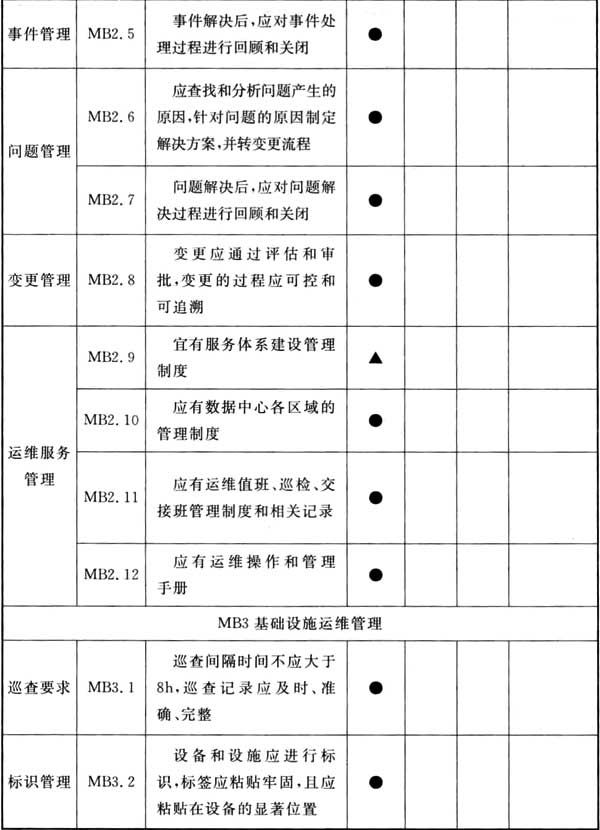 事件管理 MB2.5 事件解决后,应对事件处
理过程进行回顾和关闭 ●
问题管理
MB2.6 应查找和分析问题产生的
原因,针对问题的原因制定
解决方案,并转变更流程 ●
MB2.7 问题解决后,应对问题解
决过程进行回顾和关闭 ●
变更管理 MB2.8 变更应通过评估和审
批,变更的过程应可控和
可追溯 ●
运维服务
管理
MB2.9 宜有服务体系建设管理
制度 ▲
MB2.10 应有数据中心各区域的
管理制度 ●
MB2.11 应有运维值班、巡检、交
接班管理制度和相关记录 ●
MB2.12 应有运维操作和管理
手册 ●
MB3 基础设施运维管理
巡查要求 MB3.1 巡查间隔时间不应大于
8h,巡查记录应及时、准
确、完整 ●
标识管理 MB3.2 设备和设施应进行标
识,标签应粘贴牢固,且应
粘贴在设备的显著位置 ●